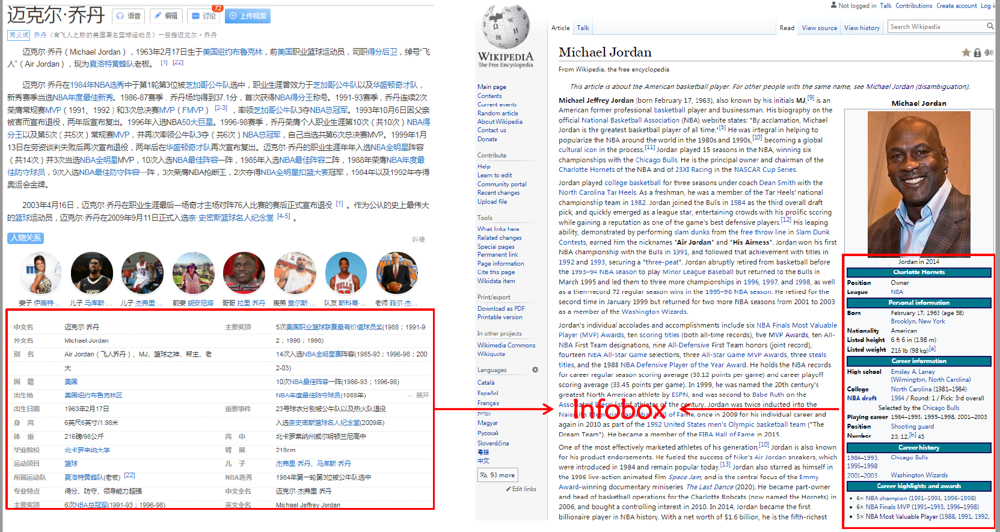 迈克尔·乔丹
语音
编辑
讨论
72
上传视频
同义词 乔丹（有飞人之称的美国著名篮球运动员）一般指迈克尔·乔丹
迈克尔·乔丹（Michael Jordan），1963年2月17日生于美国纽约布鲁克林，前美国职业篮球运动员，司职得分后卫，绰号“飞
人”（Air Jordan），现为夏洛特黄蜂队老板。 [1] [22]
迈克尔·乔丹在1984年NBA选秀中于第1轮第3位被芝加哥公牛队选中，职业生涯曾效力于芝加哥公牛队以及华盛顿奇才队，
新秀赛季当选NBA年度最佳新秀。1986-87赛季，乔丹场均得到37.1分，首次获得NBA得分王称号。1991-93赛季，乔丹连续2次
荣膺常规赛MVP（1991、1992）和3次总决赛MVP（FMVP） [2-3] ，率领芝加哥公牛队3夺NBA总冠军。1993年10月6日因父亲
被害而宣布退役，两年后宣布复出。1996年入选NBA50大巨星。1996-98赛季，乔丹荣膺个人职业生涯第10次（共10次）NBA得
分王以及第5次（共5次）常规赛MVP，并再次率领公牛队3夺（共6次）NBA总冠军，自己当选共第6次总决赛MVP。1999年1月
13日在劳资谈判失败后再次宣布退役，两年后在华盛顿奇才队再次宣布复出。迈克尔·乔丹的职业生涯年年入选NBA全明星阵容
（共14次）并3次当选NBA全明星MVP，10次入选NBA最佳阵容一阵，1985年入选NBA最佳阵容二阵，1988年荣膺NBA年度最
佳防守球员，9次入选NBA最佳防守阵容一阵，3次荣膺NBA抢断王，2次夺得NBA全明星扣篮大赛冠军，1984年以及1992年夺得
奥运会金牌。
2003年4月16日，迈克尔·乔丹在职业生涯最后一场奇才主场对阵76人比赛的赛后正式宣布退役 [1] 。作为公认的史上最伟大
的篮球运动员，迈克尔·乔丹在2009年9月11日正式入选奈·史密斯篮球名人纪念堂 [4-5] 。
人物关系
纠错
妻子 伊薇特·...
儿子 马库斯·...
儿子 杰弗里·...
前妻 胡安尼塔
哥哥 拉里·乔丹
表弟 查尔斯·...
队友 斯科蒂·...
老师 菲尔·杰...
中文名 迈克尔·乔丹
外文名 Michael Jordan
别 名 Air Jordan（飞人乔丹）、MJ、篮球之神、帮主、老
大
国 籍 美国
出生地 美国纽约布鲁克林区
出生日期 1963年2月17日
身 高 6英尺6英寸/1.98米
体 重 216磅/98公斤
毕业院校 北卡罗来纳大学
运动项目 篮球
所属运动队 夏洛特黄蜂队(老板) [22]
专业特点 得分、防守、领导能力超强
主要奖项 6次NBA总冠军(1991-93；1996-98)
主要奖项 5次美国职业篮球联赛最有价值球员奖(1988；1991-9
2；1996；1998)
14次入选NBA全明星赛阵容(1985-93；1996-98；200
2-03)
10次NBA最佳阵容一阵(1986-93；1996-98)
NBA年度最佳防守球员(1988年)
展开
重要事件 23号球衣分别被公牛队以及热火队退役
入选奈史密斯篮球名人纪念堂(2009年)
高 中 北卡罗莱纳州威尔明顿兰尼高中
臂 展 218cm
儿 子 杰弗里·乔丹、马库斯·乔丹
NBA选秀 1984年第一轮第3位被公牛队选中
中文全名 迈克尔·杰弗里·乔丹
英文全名 Michael Jeffrey Jordan
Infobox
WIKIPEDIA
The Free Encyclopedia
Main page
Contents
Current events
Random article
About Wikipedia
Contact us
Donate
Contribute
Help
Learn to edit
Community portal
Recent changes
Upload file
Tools
What links here
Related changes
Special pages
Permanent link
Page information
Cite this page
Wikidata item
Print/export
Download as PDF
Printable version
In other projects
Wikimedia Commons
Wikiquote
Languages
Català
Español
Français
עברית
Magyar
Русский
Slovenščina
粵語
中文
93 more
Edit links
Not logged in Talk Contributions Create account Log i
Article Talk
Read View source View history
Search Wikipedia
Michael Jordan
From Wikipedia, the free encyclopedia
This article is about the American basketball player. For other people with the same name, see Michael Jordan (disambiguation).
Michael Jeffrey Jordan (born February 17, 1963), also known by his initials MJ,[9] is an
American former professional basketball player and businessman. His biography on the
official National Basketball Association (NBA) website states: "By acclamation, Michael
Jordan is the greatest basketball player of all time."[5] He was integral in helping to
popularize the NBA around the world in the 1980s and 1990s,[10] becoming a global
cultural icon in the process.[11] Jordan played 15 seasons in the NBA, winning six
championships with the Chicago Bulls. He is the principal owner and chairman of the
Charlotte Hornets of the NBA and of 23XI Racing in the NASCAR Cup Series.
Jordan played college basketball for three seasons under coach Dean Smith with the
North Carolina Tar Heels. As a freshman, he was a member of the Tar Heels' national
championship team in 1982. Jordan joined the Bulls in 1984 as the third overall draft
pick, and quickly emerged as a league star, entertaining crowds with his prolific scoring
while gaining a reputation as one of the game's best defensive players.[12] His leaping
ability, demonstrated by performing slam dunks from the free throw line in Slam Dunk
Contests, earned him the nicknames "Air Jordan" and "His Airness". Jordan won his first
NBA championship with the Bulls in 1991, and followed that achievement with titles in
1992 and 1993, securing a "three-peat". Jordan abruptly retired from basketball before
the 1993–94 NBA season to play Minor League Baseball but returned to the Bulls in
March 1995 and led them to three more championships in 1996, 1997, and 1998, as well
as a then-record 72 regular season wins in the 1995–96 NBA season. He retired for the
second time in January 1999 but returned for two more NBA seasons from 2001 to 2003
as a member of the Washington Wizards.
Jordan's individual accolades and accomplishments include six NBA Finals Most Valuable
Player (MVP) Awards, ten scoring titles (both all-time records), five MVP Awards, ten All-
NBA First Team designations, nine All-Defensive First Team honors (joint record),
fourteen NBA All-Star Game selections, three All-Star Game MVP Awards, three steals
titles, and the 1988 NBA Defensive Player of the Year Award. He holds the NBA records
for career regular season scoring average (30.12 points per game) and career playoff
scoring average (33.45 points per game). In 1999, he was named the 20th century's
greatest North American athlete by ESPN, and was second to Babe Ruth on the
Associated Press' list of athletes of the century. Jordan was twice inducted into the
Naismith Memorial Basketball Hall of Fame, once in 2009 for his individual career and
again in 2010 as part of the 1992 United States men's Olympic basketball team ("The
Dream Team"). He became a member of the FIBA Hall of Fame in 2015.
One of the most effectively marketed athletes of his generation,[10] Jordan is also known
for his product endorsements. He fueled the success of Nike's Air Jordan sneakers, which
were introduced in 1984 and remain popular today.[13] Jordan also starred as himself in
the 1996 live-action animated film Space Jam, and is the central focus of the Emmy
Award-winning documentary miniseries The Last Dance (2020). He became part-owner
and head of basketball operations for the Charlotte Bobcats (now named the Hornets) in
2006, and bought a controlling interest in 2010. In 2014, Jordan became the first
billionaire player in NBA history. With a net worth of $1.6 billion, he is the fifth-richest
Michael Jordan
Jordan in 2014
Charlotte Hornets
Position Owner
League NBA
Personal information
Born February 17, 1963 (age 58)
Brooklyn, New York
Nationality American
Listed height 6 ft 6 in (1.98 m)
Listed weight 216 lb (98 kg)[a]
Career information
High school Emsley A. Laney
(Wilmington, North Carolina)
College North Carolina (1981–1984)
NBA draft 1984 / Round: 1 / Pick: 3rd overall
Selected by the Chicago Bulls
Playing career 1984–1993, 1995–1998, 2001–2003
Position Shooting guard
Number 23, 12,[b] 45
Career history
1984–1993, Chicago Bulls
1995–1998
2001–2003 Washington Wizards
Career highlights and awards
• 6× NBA champion (1991–1993, 1996–1998)
• 6× NBA Finals MVP (1991–1993, 1996–1998)
• 5× NBA Most Valuable Player (1988, 1991, 1992,